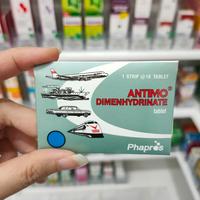 1 STRIP @ 10 TABLET
ANTIMO®
DIMENHYDRINATE
tablet
Phapros